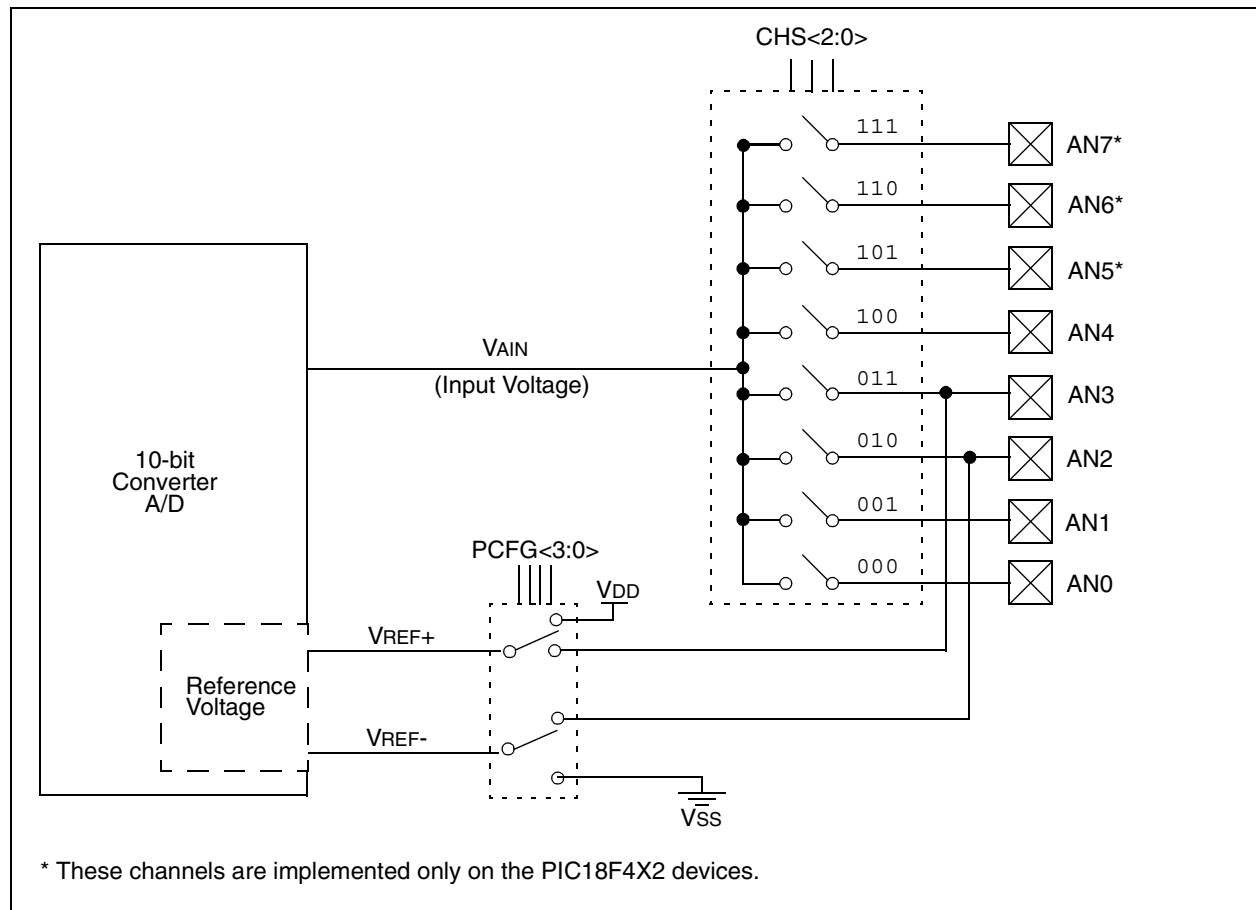 CHS<2:0>
111
AN7*
110
AN6*
101
AN5*
100
AN4
VAIN
(Input Voltage)
011
AN3
010
AN2
10-bit
Converter
A/D
001
AN1
PCFG<3:0>
000
AN0
VDD
VREF+
Reference
Voltage
VREF-
VSS
* These channels are implemented only on the PIC18F4X2 devices.